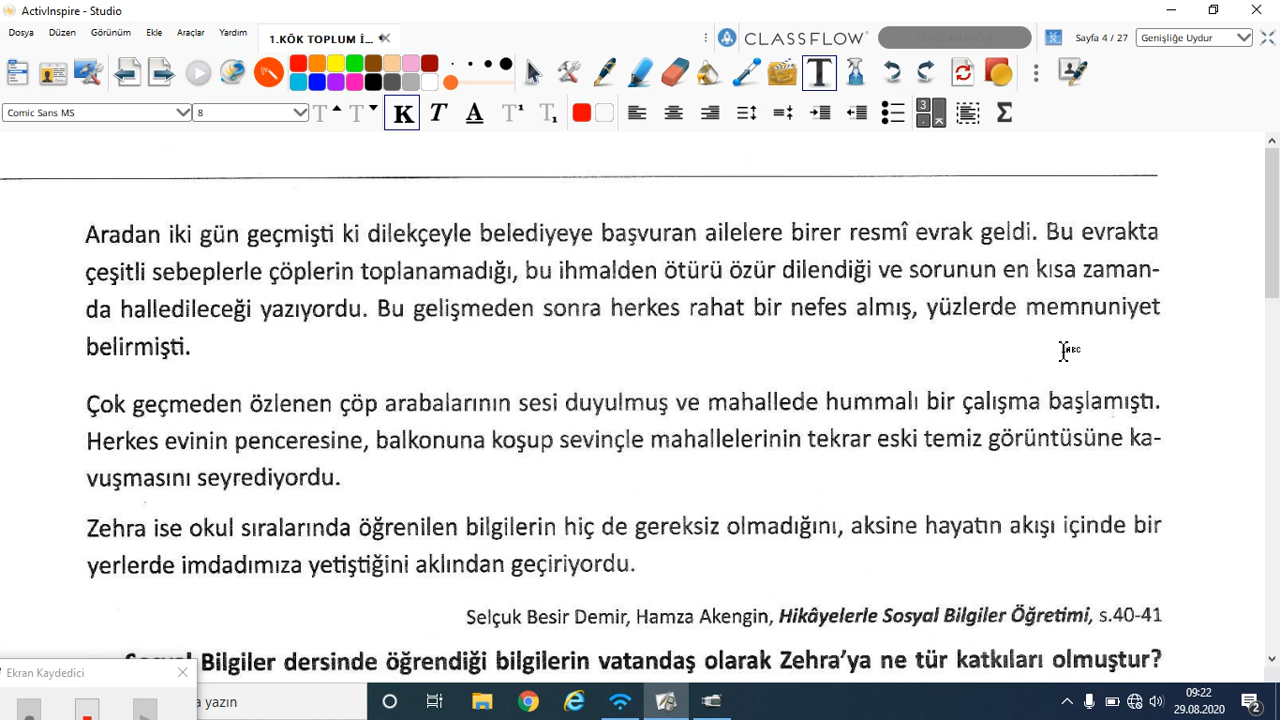 ActivInspire - Studio
Dosya Düzen Görünüm Ekle Araçlar Yardım
1.KÖK TOPLUM İ...
CLASSFLOW
Sayfa 4 / 27
Genişliğe Uydur
Comic Sans MS
8
Aradan iki gün geçmişti ki dilekçeyle belediyeye başvuran ailelere birer resmî evrak geldi. Bu evrakta
çeşitli sebeplerle çöplerin toplanamadığı, bu ihmalden ötürü özür dilendiği ve sorunun en kısa zaman-
da halledileceği yazıyordu. Bu gelişmeden sonra herkes rahat bir nefes almış, yüzlerde memnuniyet
belirmişti.
Çok geçmeden özlenen çöp arabalarının sesi duyulmuş ve mahallede hummalı bir çalışma başlamıştı.
Herkes evinin penceresine, balkonuna koşup sevinçle mahallelerinin tekrar eski temiz görüntüsüne ka-
vuşmasını seyrediyordu.
Zehra ise okul sıralarında öğrenilen bilgilerin hiç de gereksiz olmadığını, aksine hayatın akışı içinde bir
yerlerde imdadımıza yetiştiğini aklından geçiriyordu.
Selçuk Besir Demir, Hamza Akengin, Hikâyelerle Sosyal Bilgiler Öğretimi, s.40-41
Sosyal Bilgiler dersinde öğrendiği bilgilerin vatandaş olarak Zehra'ya ne tür katkıları olmuştur?
Ekran Kaydedici
yazın
09:22
29.08.2020
2